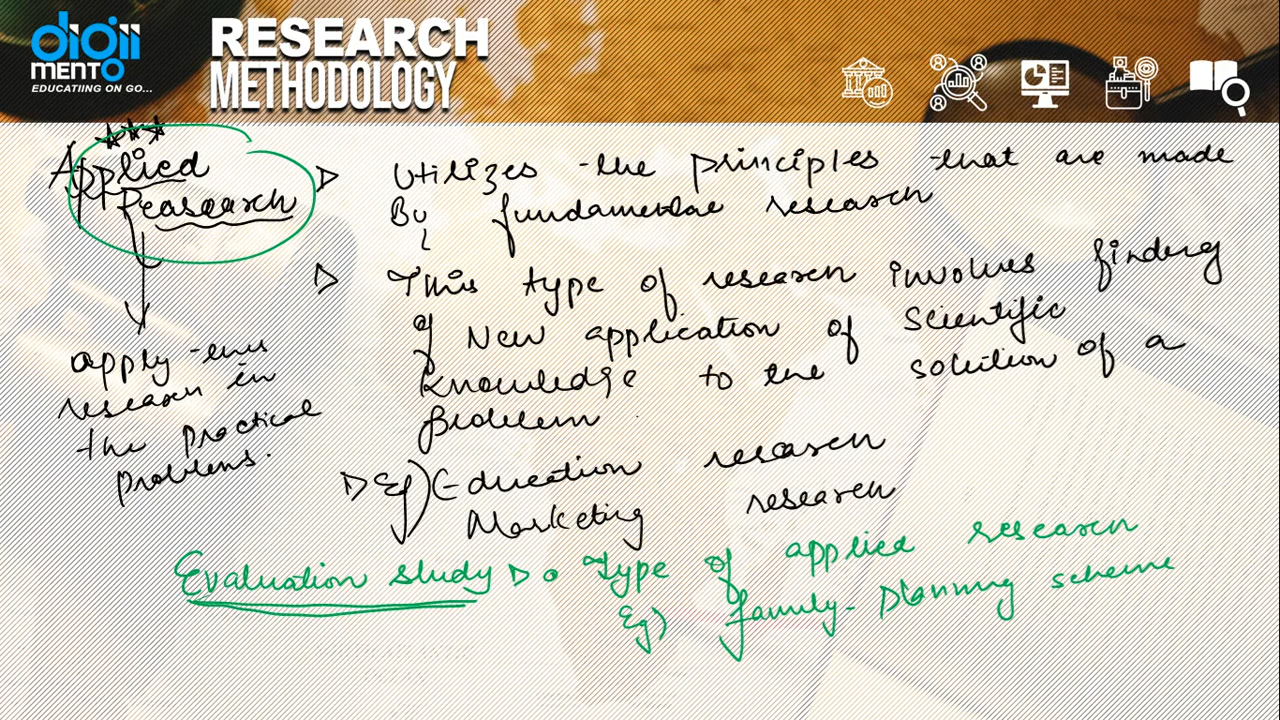 digii
MENTO
EDUCATIING ON GO...
RESEARCH
METHODOLOGY
Applied
Reasearch
apply this
research in
the practical
problems.
Utilizes the principles that are made
By fundamental research
This type of research involves finding
of New application of scientific
knowledge to the solution of a
problem
Eg) Education research
Marketing research
Evaluation study Type of applied research
Eg) family-planning scheme